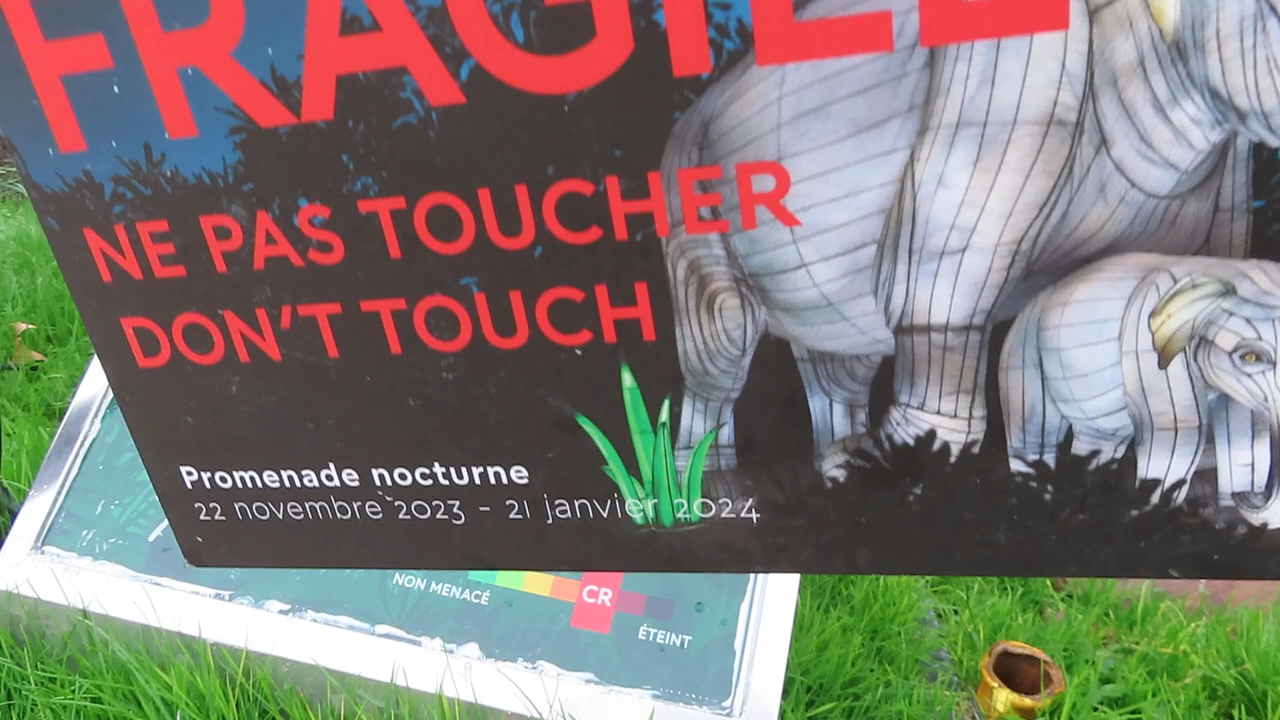 FRAGILE
NE PAS TOUCHER
DON'T TOUCH
Promenade nocturne
22 novembre 2023 - 21 janvier 2024
NON MENACÉ
CR
ÉTEINT